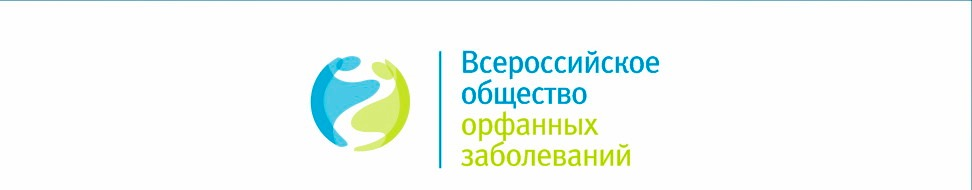 Всероссийское
общество
орфанных
заболеваний